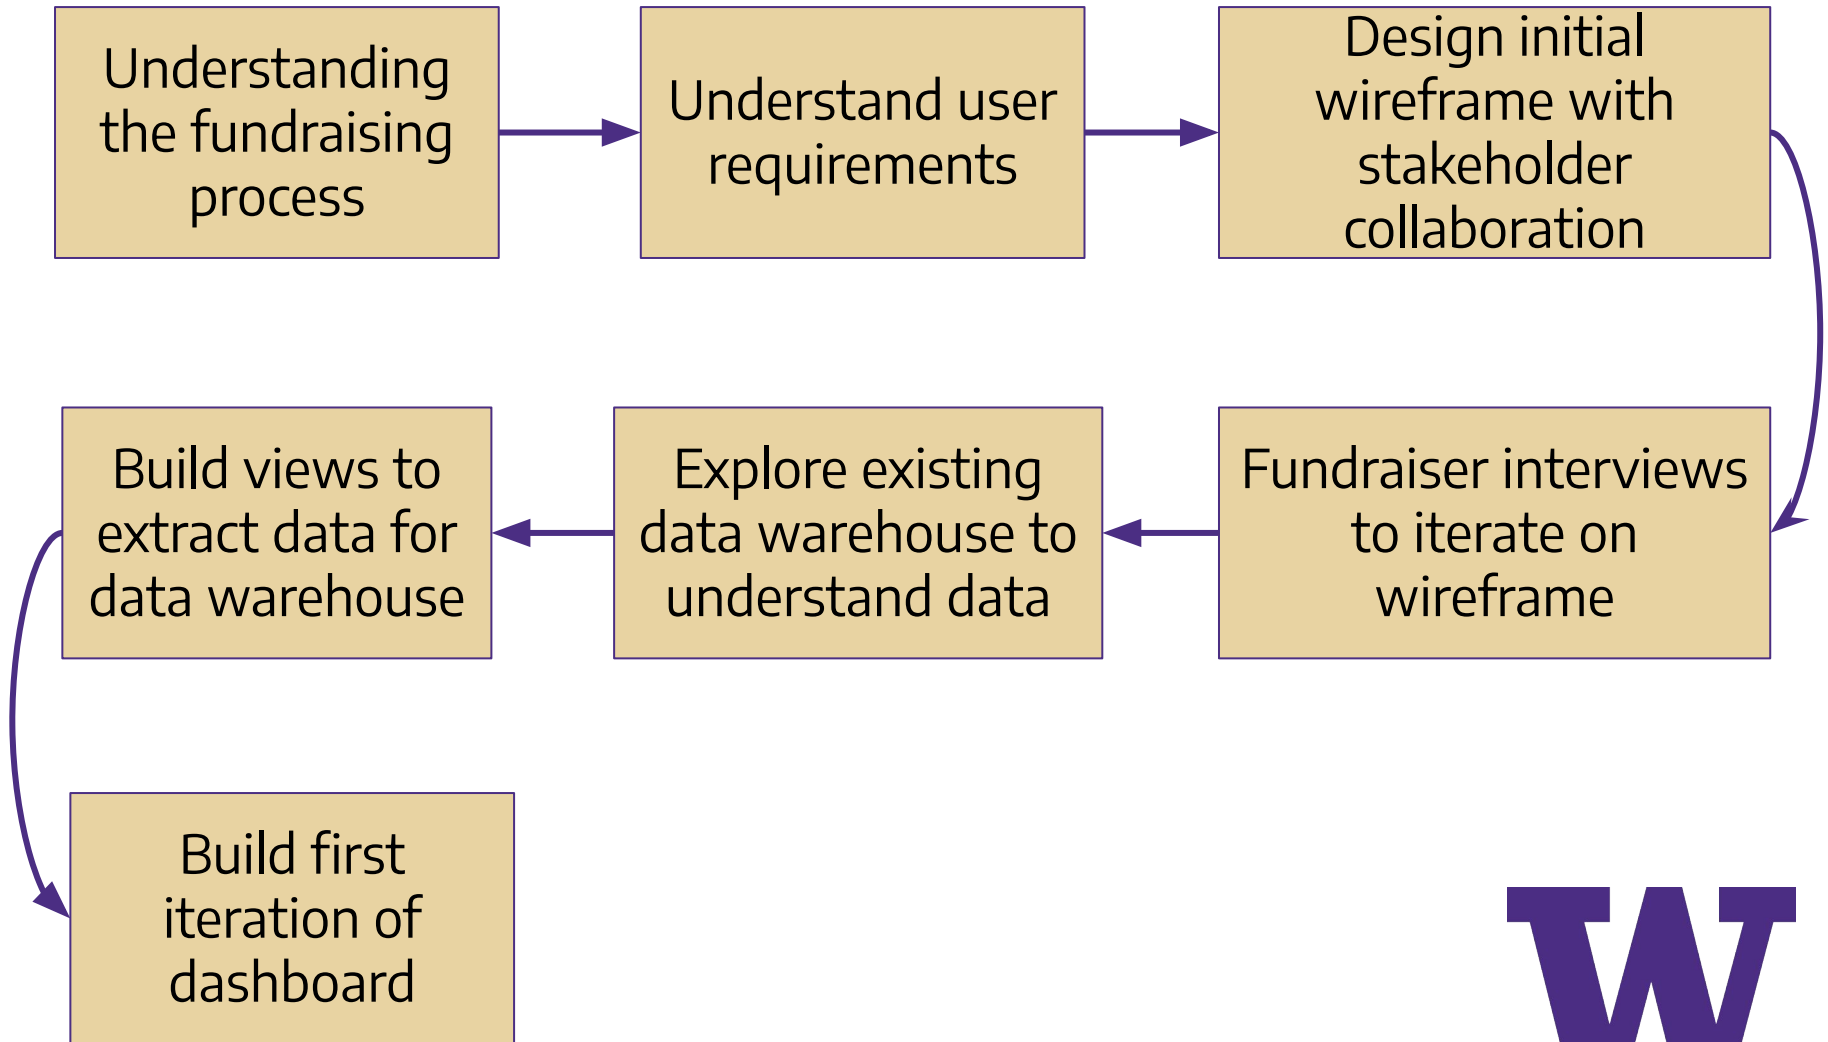 Understanding
the fundraising
process
Understand user
requirements
Design initial
wireframe with
stakeholder
collaboration
Fundraiser interviews
to iterate on
wireframe
Explore existing
data warehouse to
understand data
Build views to
extract data for
data warehouse
Build first
iteration of
dashboard
W